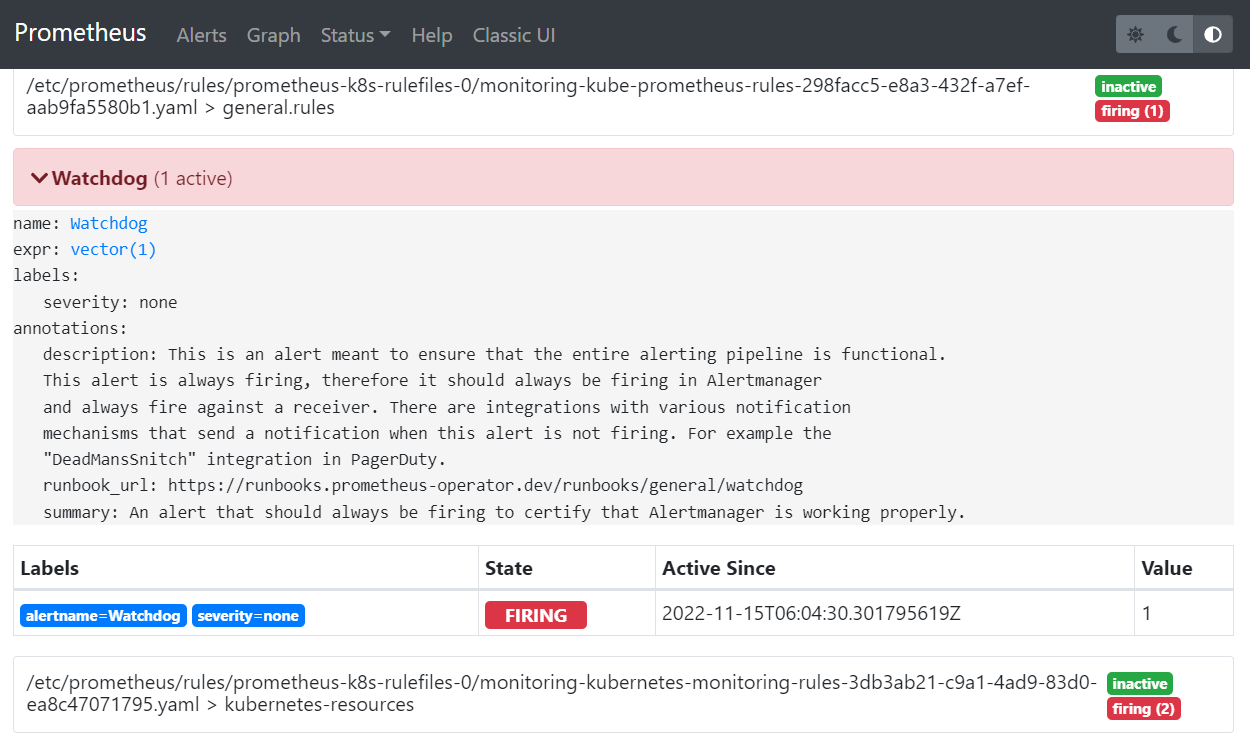 Prometheus Alerts Graph Status Help Classic UI
/etc/prometheus/rules/prometheus-k8s-rulefiles-0/monitoring-kube-prometheus-rules-298facc5-e8a3-432f-a7ef-
aab9fa5580b1.yaml > general.rules
inactive
firing (1)
Watchdog (1 active)
name: Watchdog
expr: vector(1)
labels:
severity: none
annotations:
description: This is an alert meant to ensure that the entire alerting pipeline is functional.
This alert is always firing, therefore it should always be firing in Alertmanager
and always fire against a receiver. There are integrations with various notification
mechanisms that send a notification when this alert is not firing. For example the
"DeadMansSnitch" integration in PagerDuty.
runbook_url: https://runbooks.prometheus-operator.dev/runbooks/general/watchdog
summary: An alert that should always be firing to certify that Alertmanager is working properly.
Labels State Active Since Value
alertname=Watchdog severity=none FIRING 2022-11-15T06:04:30.301795619Z 1
/etc/prometheus/rules/prometheus-k8s-rulefiles-0/monitoring-kubernetes-monitoring-rules-3db3ab21-c9a1-4ad9-83d0-
ea8c47071795.yaml > kubernetes-resources
inactive
firing (2)